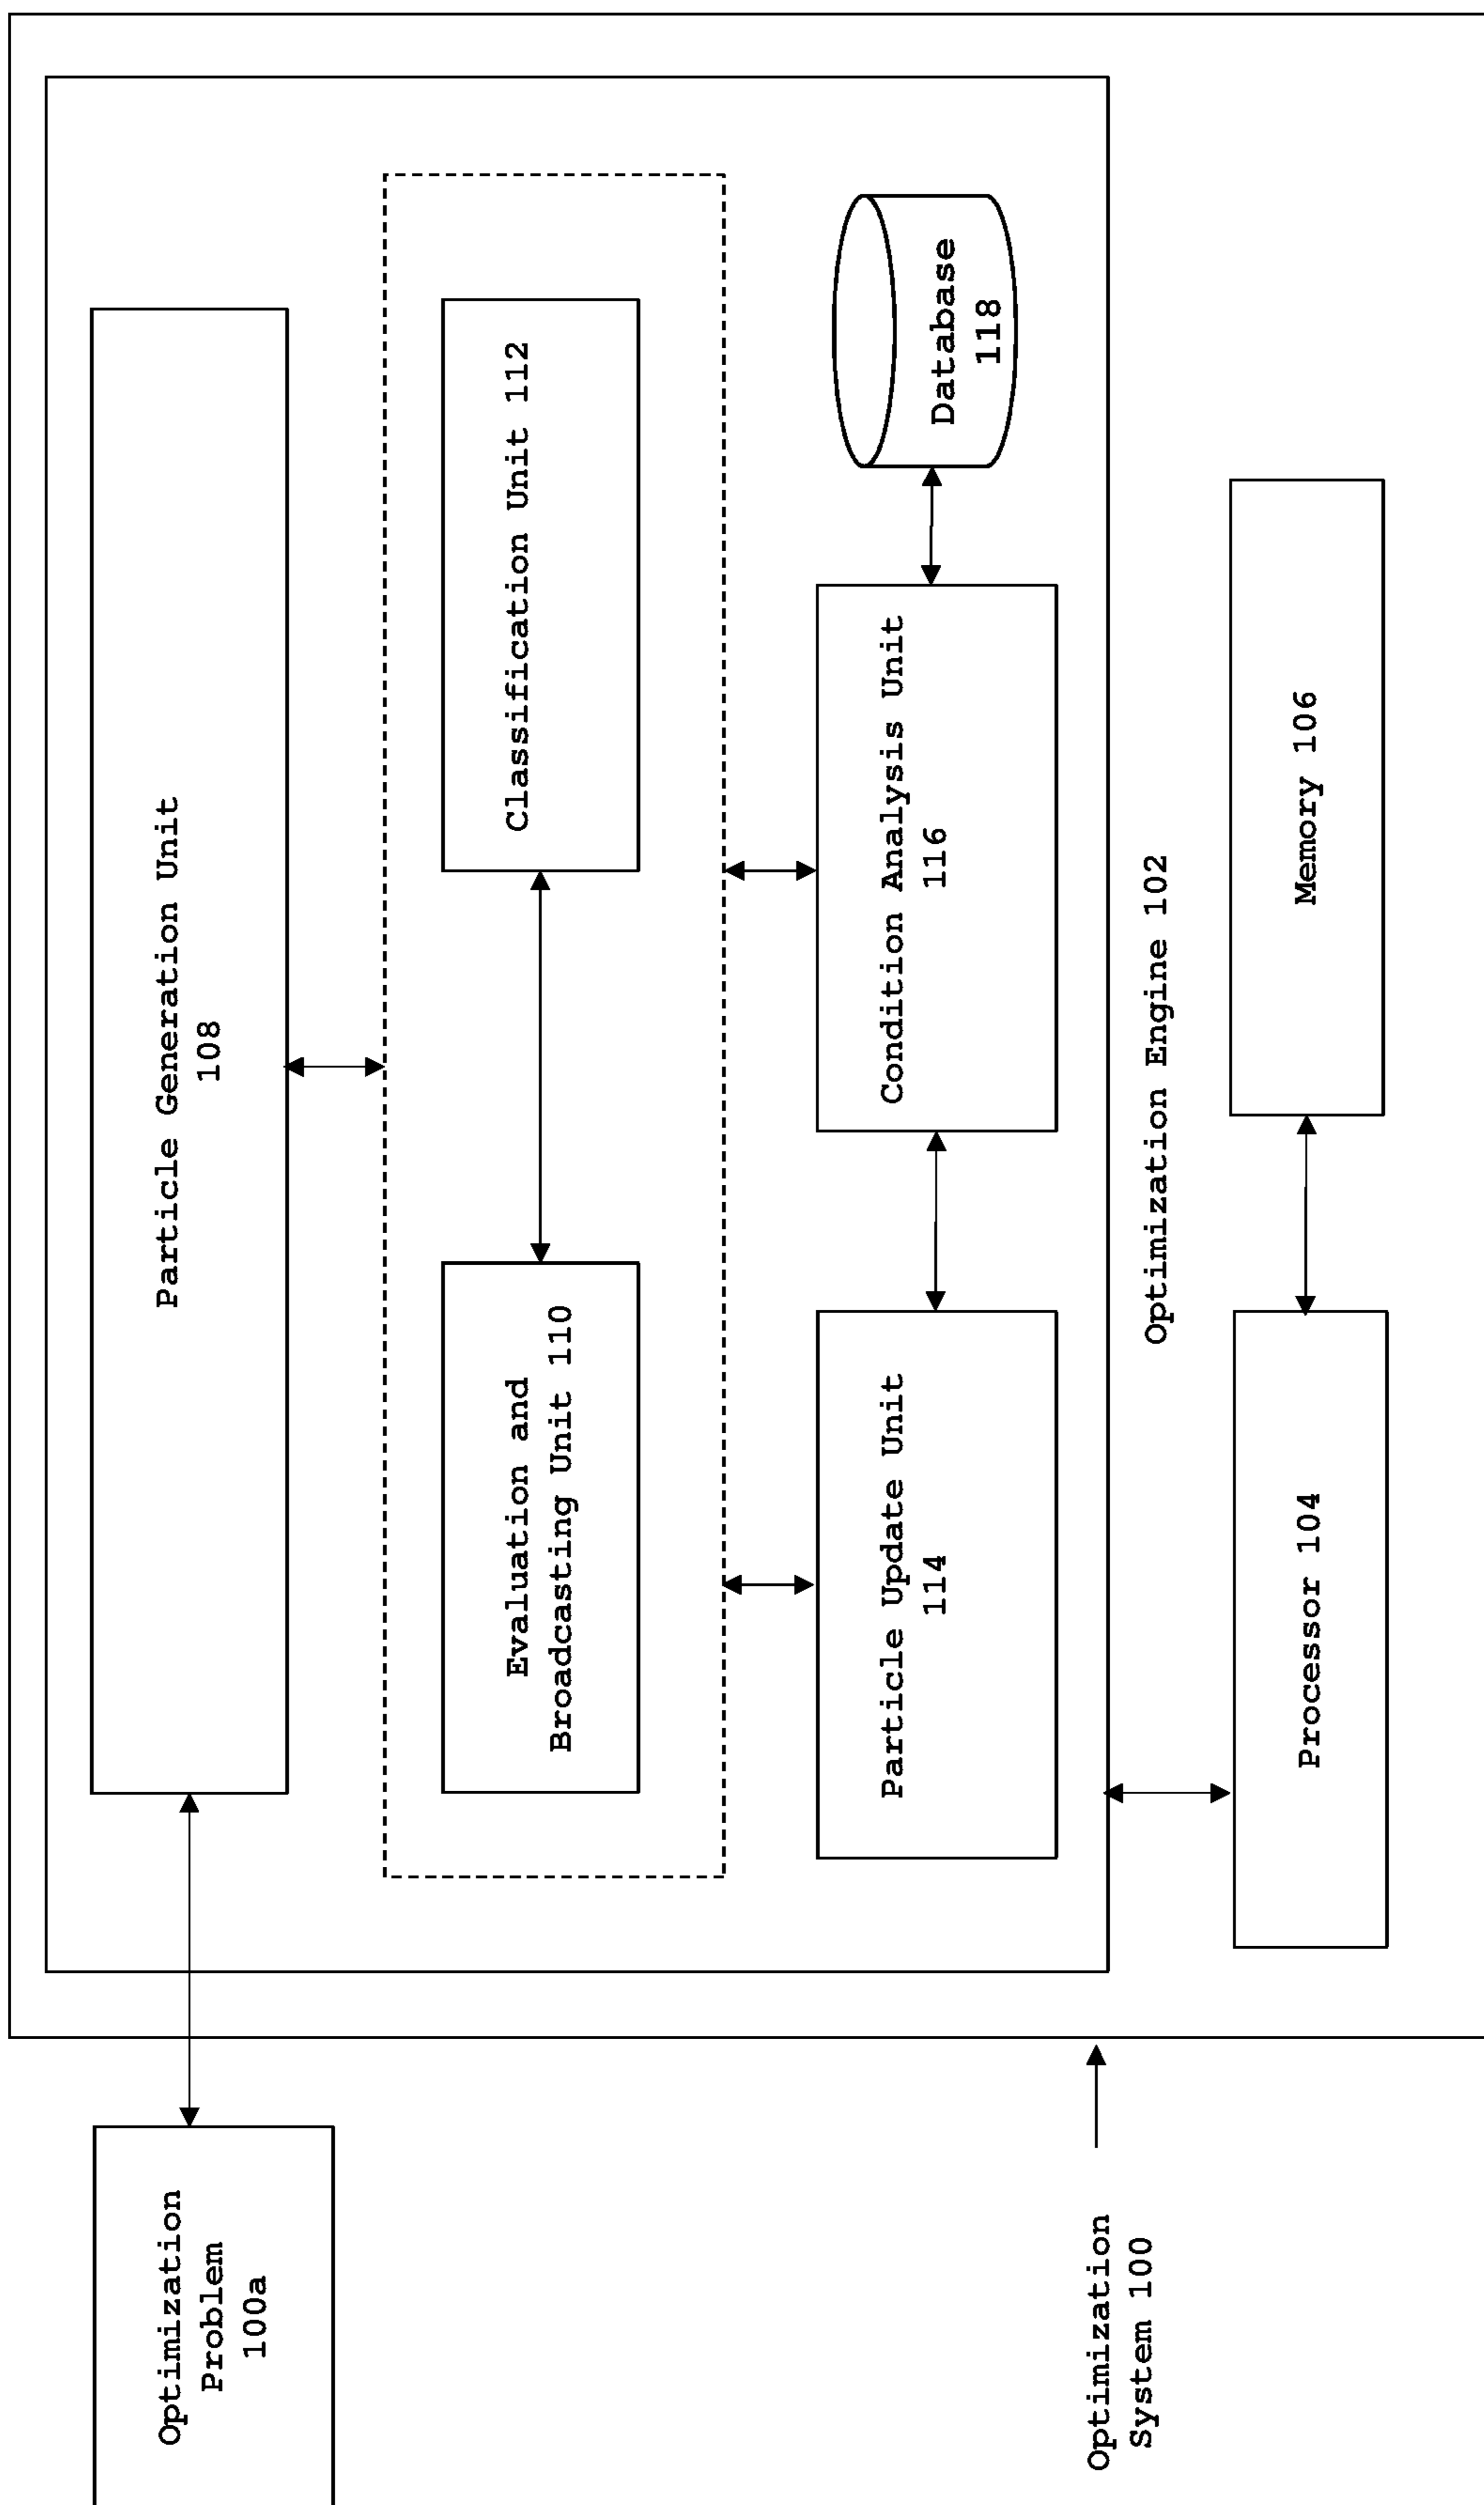 Optimization
Problem
100a
Particle Generation Unit
108
Evaluation and
Broadcasting Unit 110
Classification Unit 112
Particle Update Unit
114
Condition Analysis Unit
116
Database
118
Optimization Engine 102
Optimization
System 100
Processor 104
Memory 106